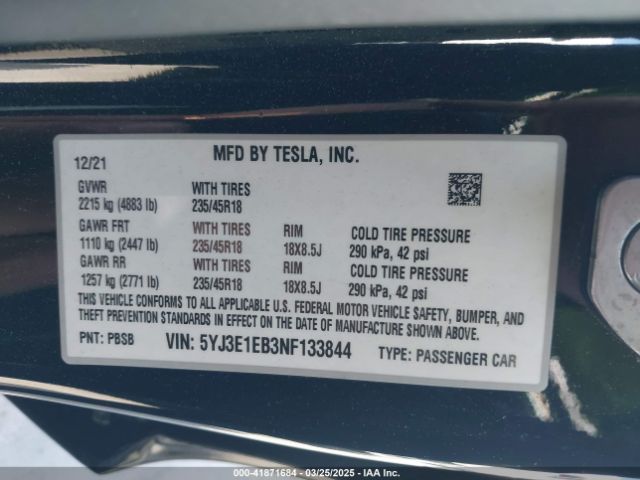 12/21 MFD BY TESLA, INC.
GVWR WITH TIRES
2215 kg (4883 lb) 235/45R18
GAWR FRT WITH TIRES RIM COLD TIRE PRESSURE
1110 kg (2447 lb) 235/45R18 18X8.5J 290 kPa, 42 psi
GAWR RR WITH TIRES RIM COLD TIRE PRESSURE
1257 kg (2771 lb) 235/45R18 18X8.5J 290 kPa, 42 psi
THIS VEHICLE CONFORMS TO ALL APPLICABLE U.S. FEDERAL MOTOR VEHICLE SAFETY, BUMPER, AND
THEFT PREVENTION STANDARDS IN EFFECT ON THE DATE OF MANUFACTURE SHOWN ABOVE.
PNT: PBSB VIN: 5YJ3E1EB3NF133844 TYPE: PASSENGER CAR
000-41871684 - 03/25/2025 - IAA Inc.